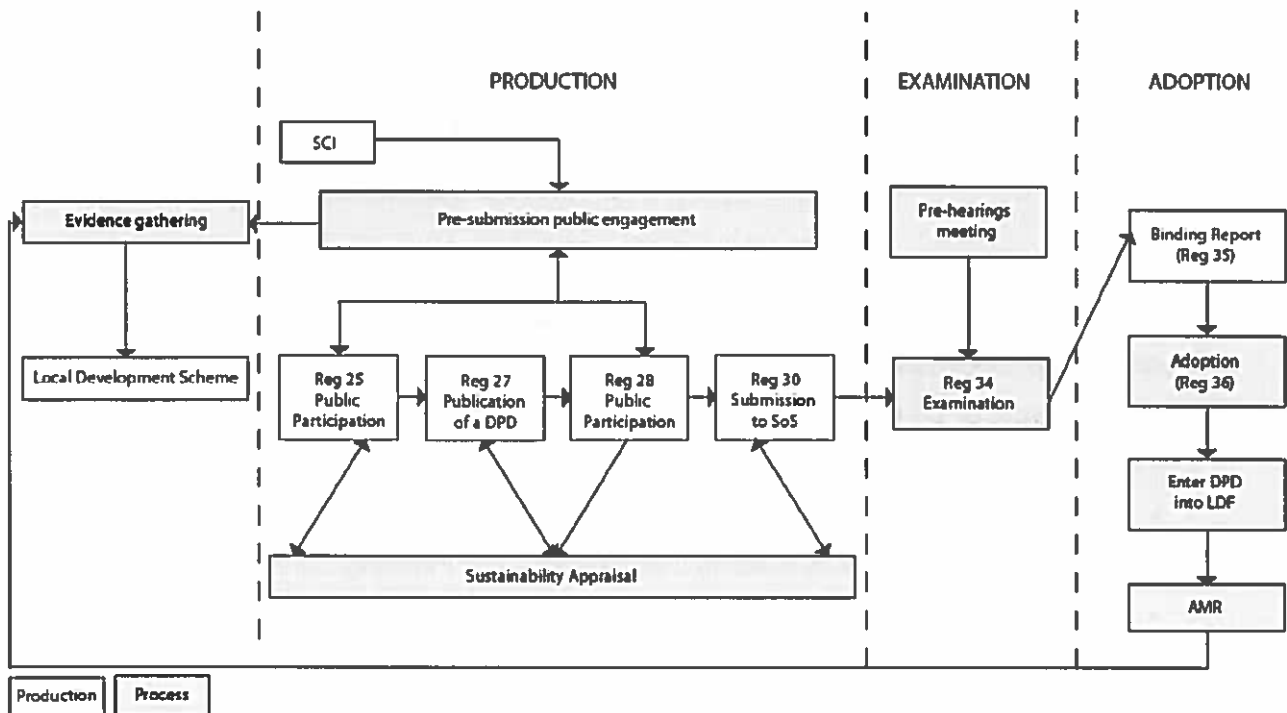 PRODUCTION
EXAMINATION
ADOPTION
SCI
Evidence gathering
Pre-submission public engagement
Pre-hearings
meeting
Binding Report
(Reg 35)
Local Development Scheme
Reg 25
Public
Participation
Reg 27
Publication
of a DPD
Reg 28
Public
Participation
Reg 30
Submission
to SoS
Reg 34
Examination
Adoption
(Reg 36)
Enter DPD
into LDF
Sustainability Appraisal
AMR
Production
Process